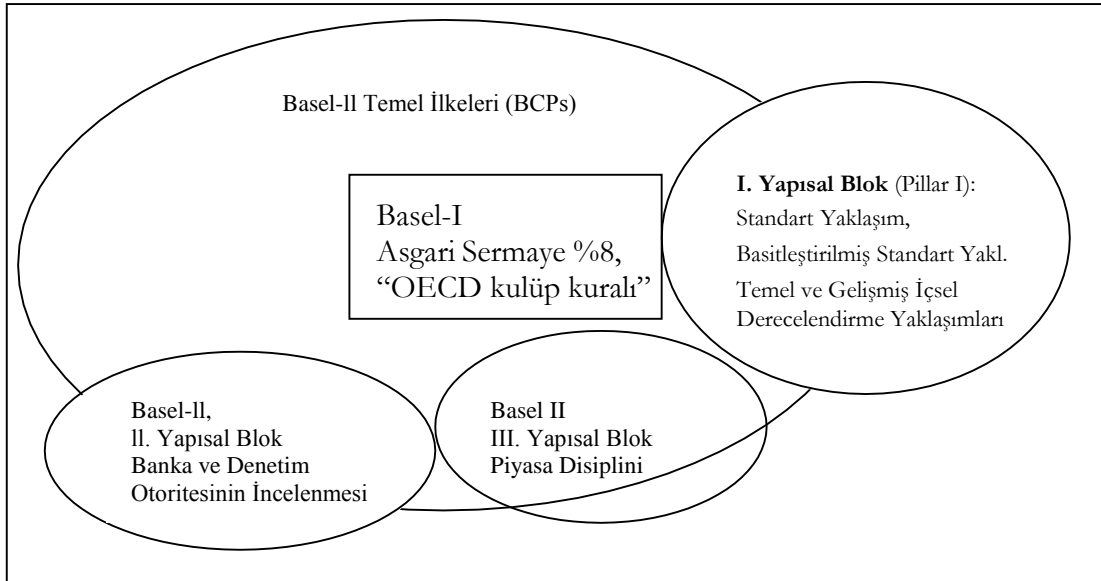 Basel-ll Temel İlkeleri (BCPs)
Basel-I
Asgari Sermaye %8,
“OECD kulüp kuralı”
I. Yapısal Blok (Pillar I):
Standart Yaklaşım,
Basitleştirilmiş Standart Yakl.
Temel ve Gelişmiş İçsel
Derecelendirme Yaklaşımları
Basel-ll,
ll. Yapısal Blok
Banka ve Denetim
Otoritesinin İncelenmesi
Basel II
III. Yapısal Blok
Piyasa Disiplini